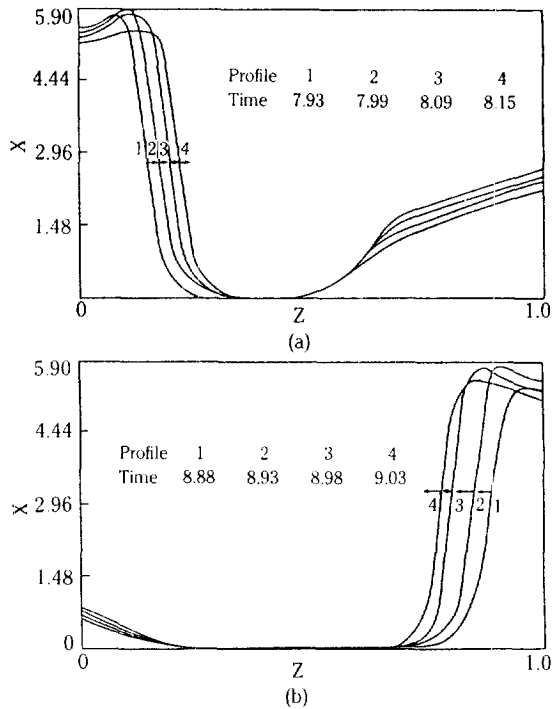 5.90
Profile 1 2 3 4
4.44
Time 7.93 7.99 8.09 8.15
X
2.96
1 2 3 4
1.48
0 Z 1.0
(a)
5.90
4.44
Profile 1 2 3 4
Time 8.88 8.93 8.98 9.03
X
2.96
4 3 2 1
1.48
0
0 Z 1.0
(b)